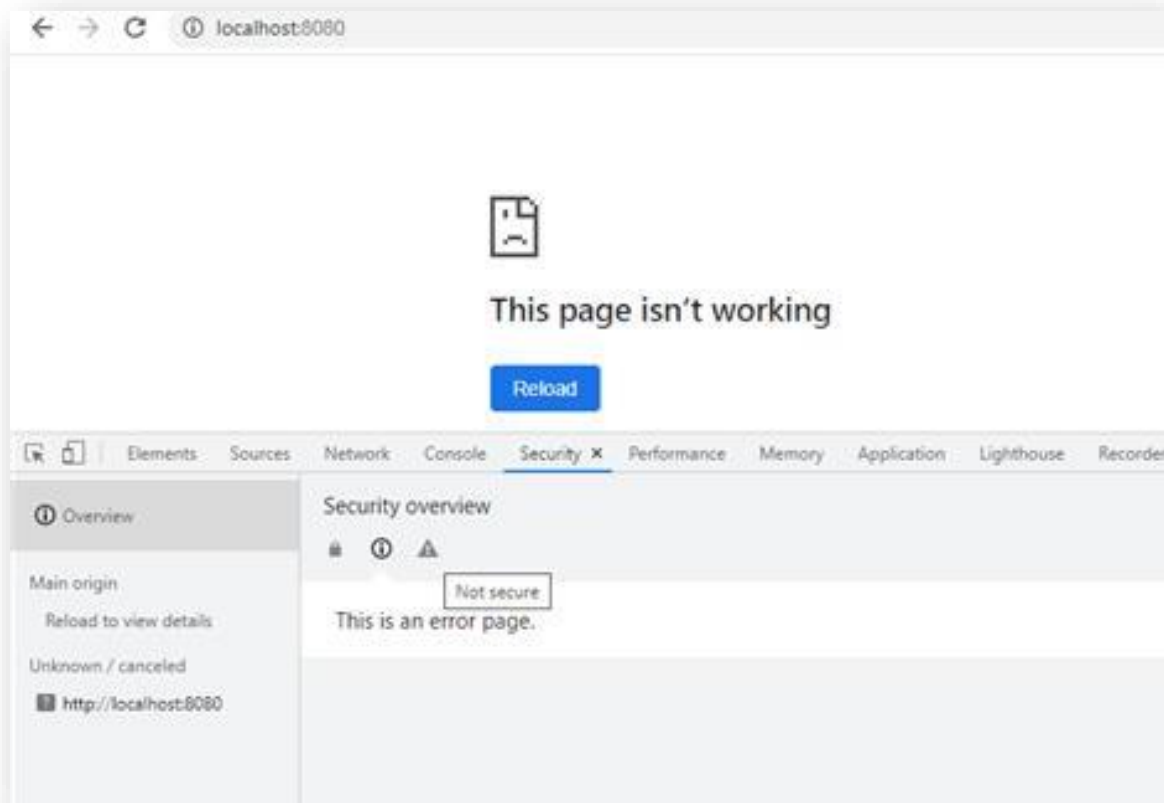 localhost:8080
This page isn't working
Reload
Elements Sources Network Console Security × Performance Memory Application Lighthouse Recorder
Overview
Main origin
Reload to view details
Unknown / canceled
http://localhost:8080
Security overview
Not secure
This is an error page.